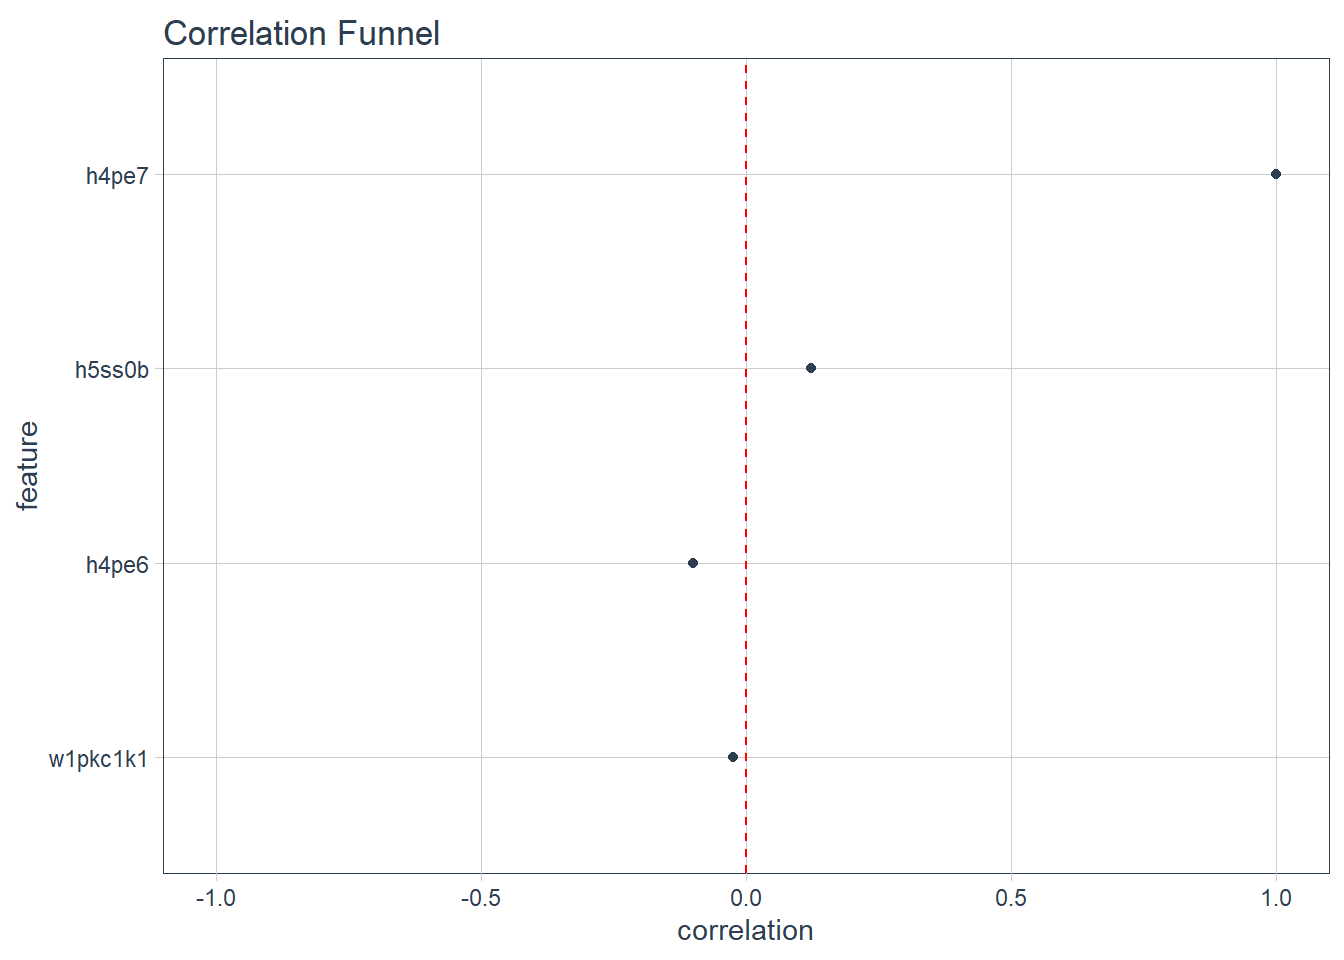 Correlation Funnel
h4pe7
h5ss0b
feature
h4pe6
w1pkc1k1
-1.0 -0.5 0.0 0.5 1.0
correlation